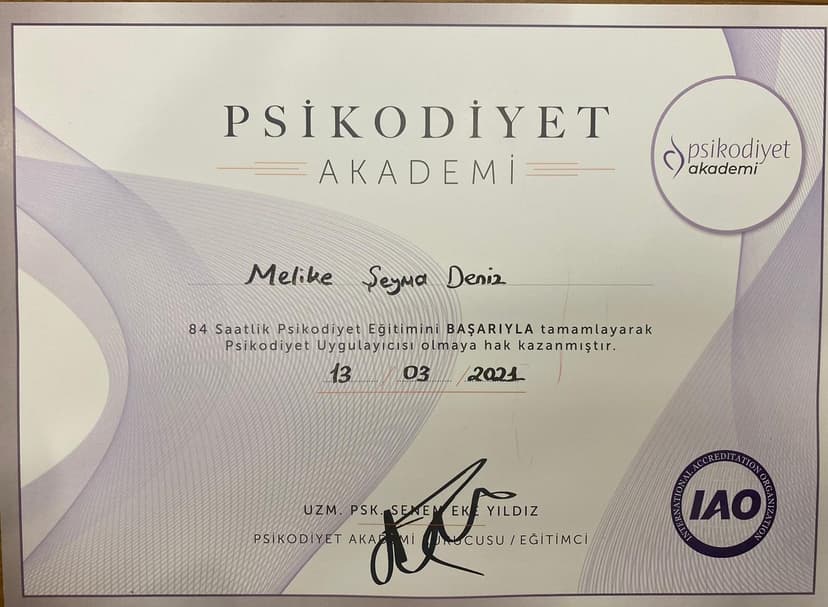 PSİKODİYET
AKADEMİ
psikodiyet
akademi
Melike Şeyma Deniz
84 Saatlik Psikodiyet Eğitimini BAŞARIYLA tamamlayarak
Psikodiyet Uygulayıcısı olmaya hak kazanmıştır.
13 / 03 / 2021
UZM. PSK. SENEM EKE YILDIZ
PSİKODİYET AKADEMİ KURUCUSU / EĞİTİMCİ
INTERNATIONAL ACCREDITATION ORGANIZATION
IAO